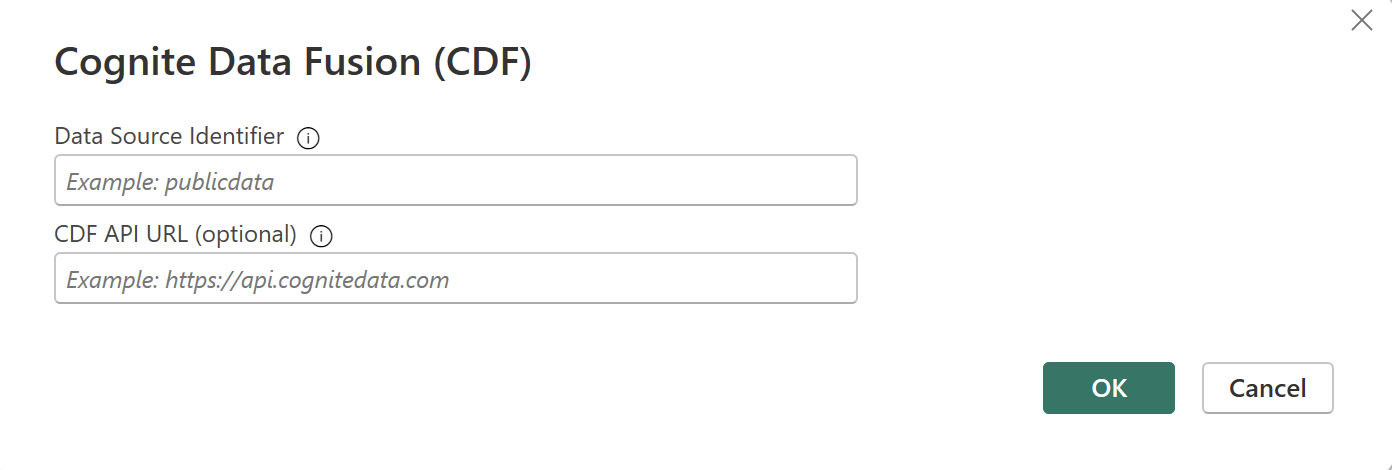 Cognite Data Fusion (CDF)
Data Source Identifier
Example: publicdata
CDF API URL (optional)
Example: https://api.cognitedata.com
OK Cancel